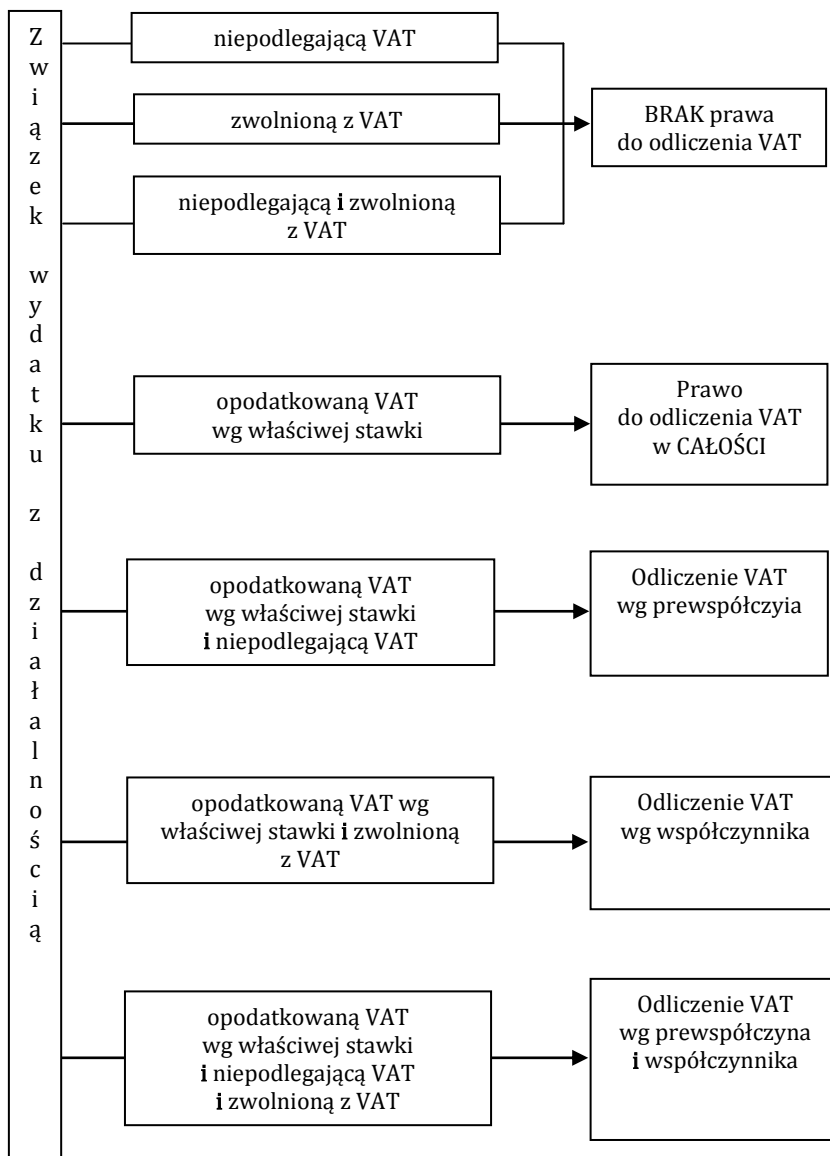 Związek wydatku z działalnością
niepodlegającą VAT
zwolnioną z VAT
niepodlegającą i zwolnioną
z VAT
BRAK prawa
do odliczenia VAT
opodatkowaną VAT
wg właściwej stawki
Prawo
do odliczenia VAT
w CAŁOŚCI
opodatkowaną VAT
wg właściwej stawki
i niepodlegającą VAT
Odliczenie VAT
wg prewspółczyia
opodatkowaną VAT wg
właściwej stawki i zwolnioną
z VAT
Odliczenie VAT
wg współczynnika
opodatkowaną VAT
wg właściwej stawki
i niepodlegającą VAT
i zwolnioną z VAT
Odliczenie VAT
wg prewspółczyna
i współczynnika